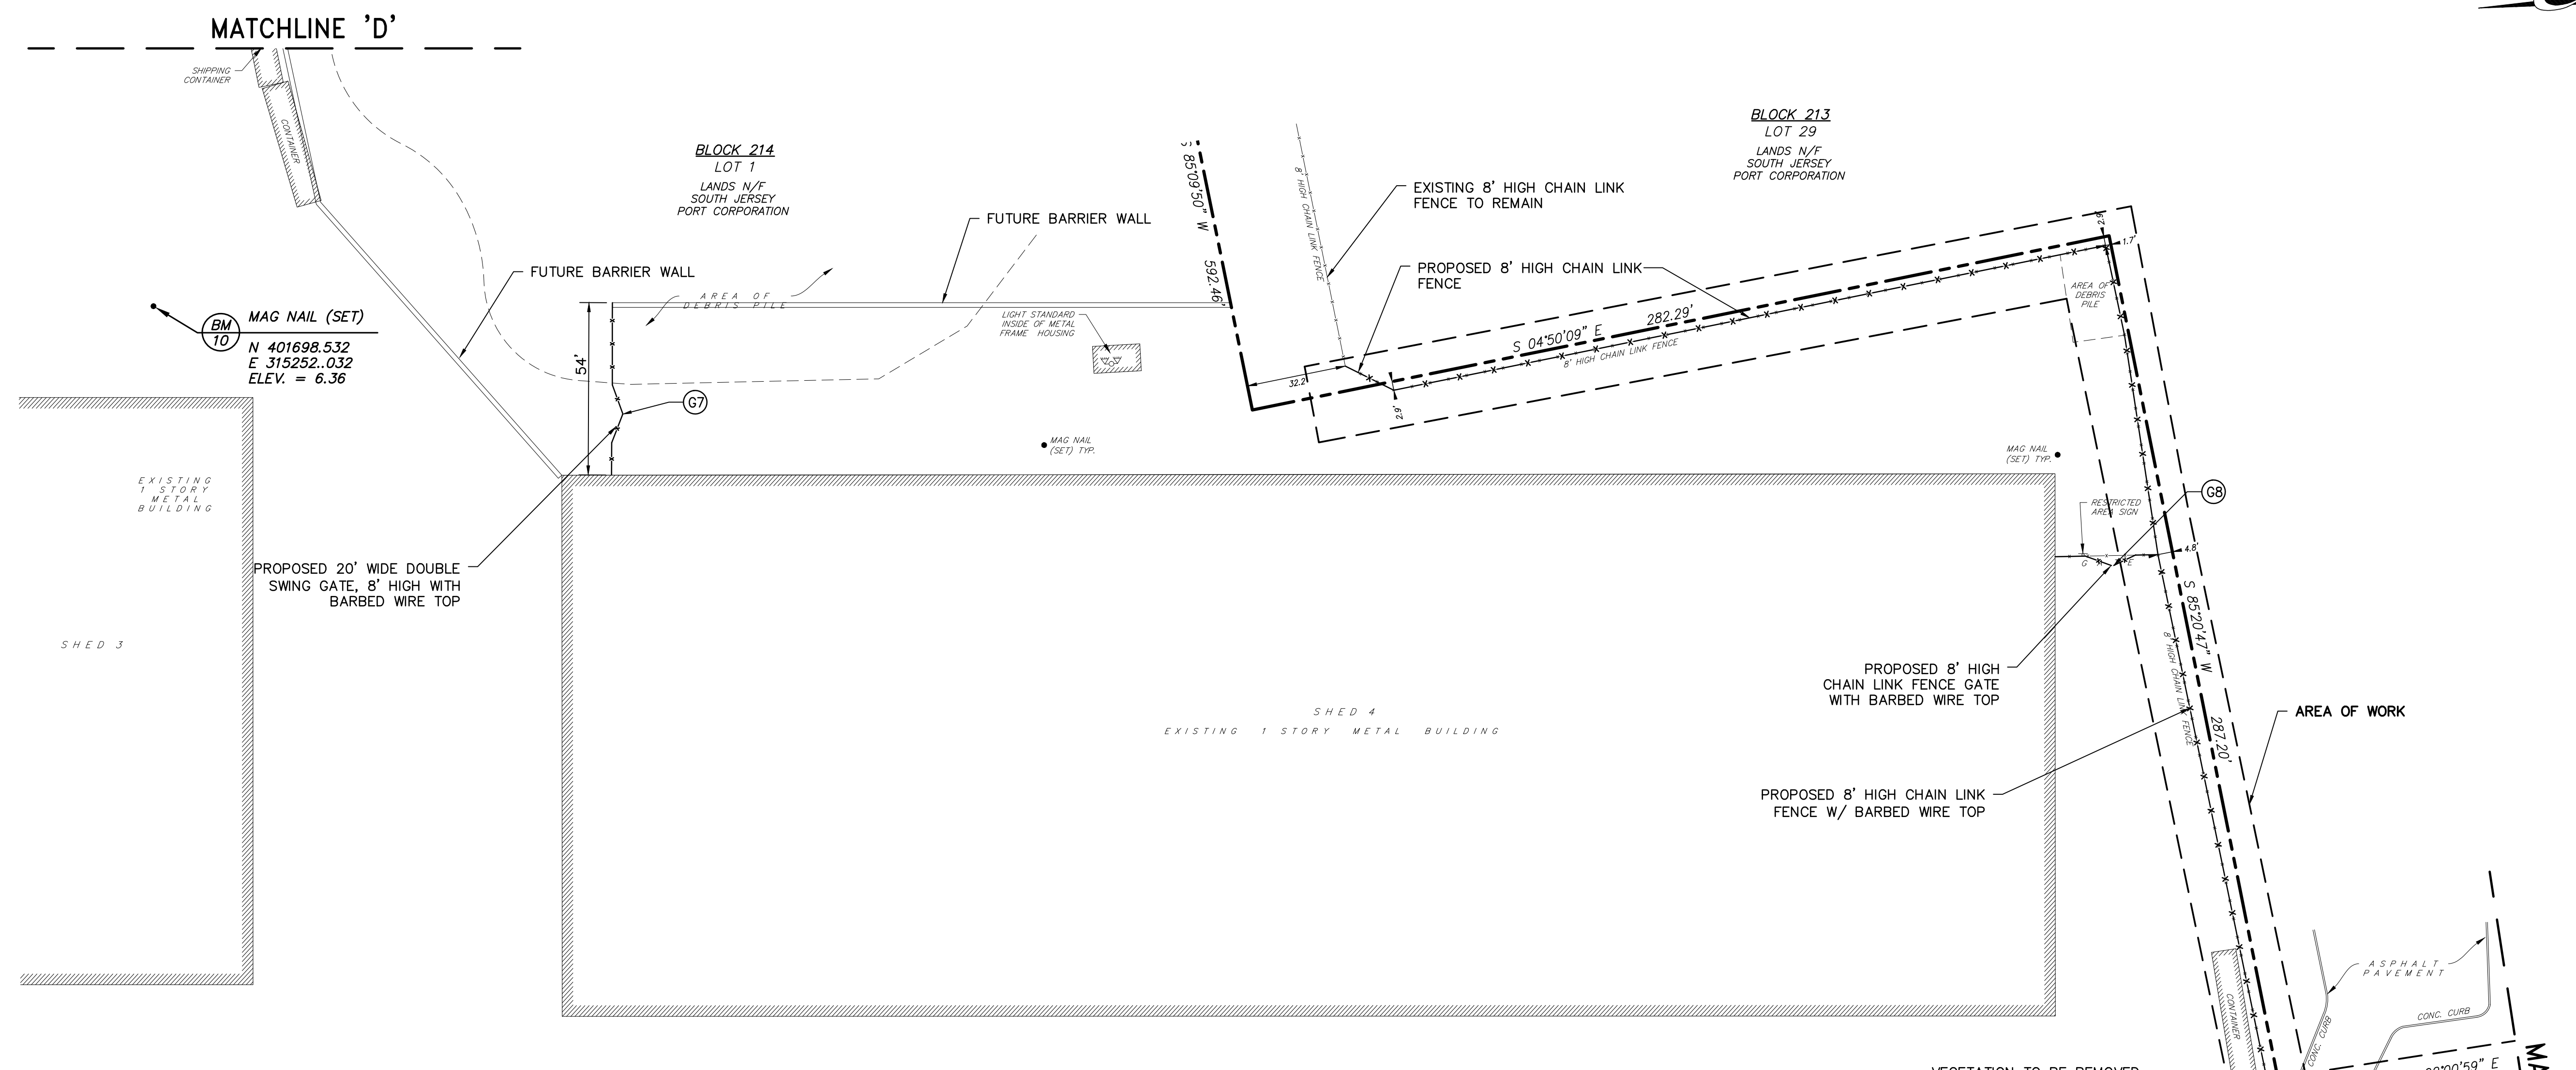 MATCHLINE 'D'
SHIPPING
CONTAINER
CONTAINER
BLOCK 214
LOT 1
LANDS N/F
SOUTH JERSEY
PORT CORPORATION
BLOCK 213
LOT 29
LANDS N/F
SOUTH JERSEY
PORT CORPORATION
S 85°09'50" W
592.46'
8' HIGH CHAIN LINK FENCE
EXISTING 8' HIGH CHAIN LINK
FENCE TO REMAIN
FUTURE BARRIER WALL
FUTURE BARRIER WALL
PROPOSED 8' HIGH CHAIN LINK
FENCE
2.9'
1.7'
AREA OF
DEBRIS PILE
AREA OF
DEBRIS
PILE
BM
10
MAG NAIL (SET)
N 401698.532
E 315252..032
ELEV. = 6.36
LIGHT STANDARD
INSIDE OF METAL
FRAME HOUSING
S 04°50'09" E
282.29'
8' HIGH CHAIN LINK FENCE
54'
32.2'
2.9'
G7
MAG NAIL
(SET) TYP.
MAG NAIL
(SET) TYP.
EXISTING
1 STORY
METAL
BUILDING
G8
RESTRICTED
AREA SIGN
4.8'
PROPOSED 20' WIDE DOUBLE
SWING GATE, 8' HIGH WITH
BARBED WIRE TOP
S 85°20'47" W
287.20'
8' HIGH CHAIN LINK FENCE
SHED 3
PROPOSED 8' HIGH
CHAIN LINK FENCE GATE
WITH BARBED WIRE TOP
SHED 4
EXISTING 1 STORY METAL BUILDING
AREA OF WORK
PROPOSED 8' HIGH CHAIN LINK
FENCE W/ BARBED WIRE TOP
ASPHALT
PAVEMENT
CONTAINER
CONC. CURB
CONC. CURB
VEGETATION TO BE REMOVED